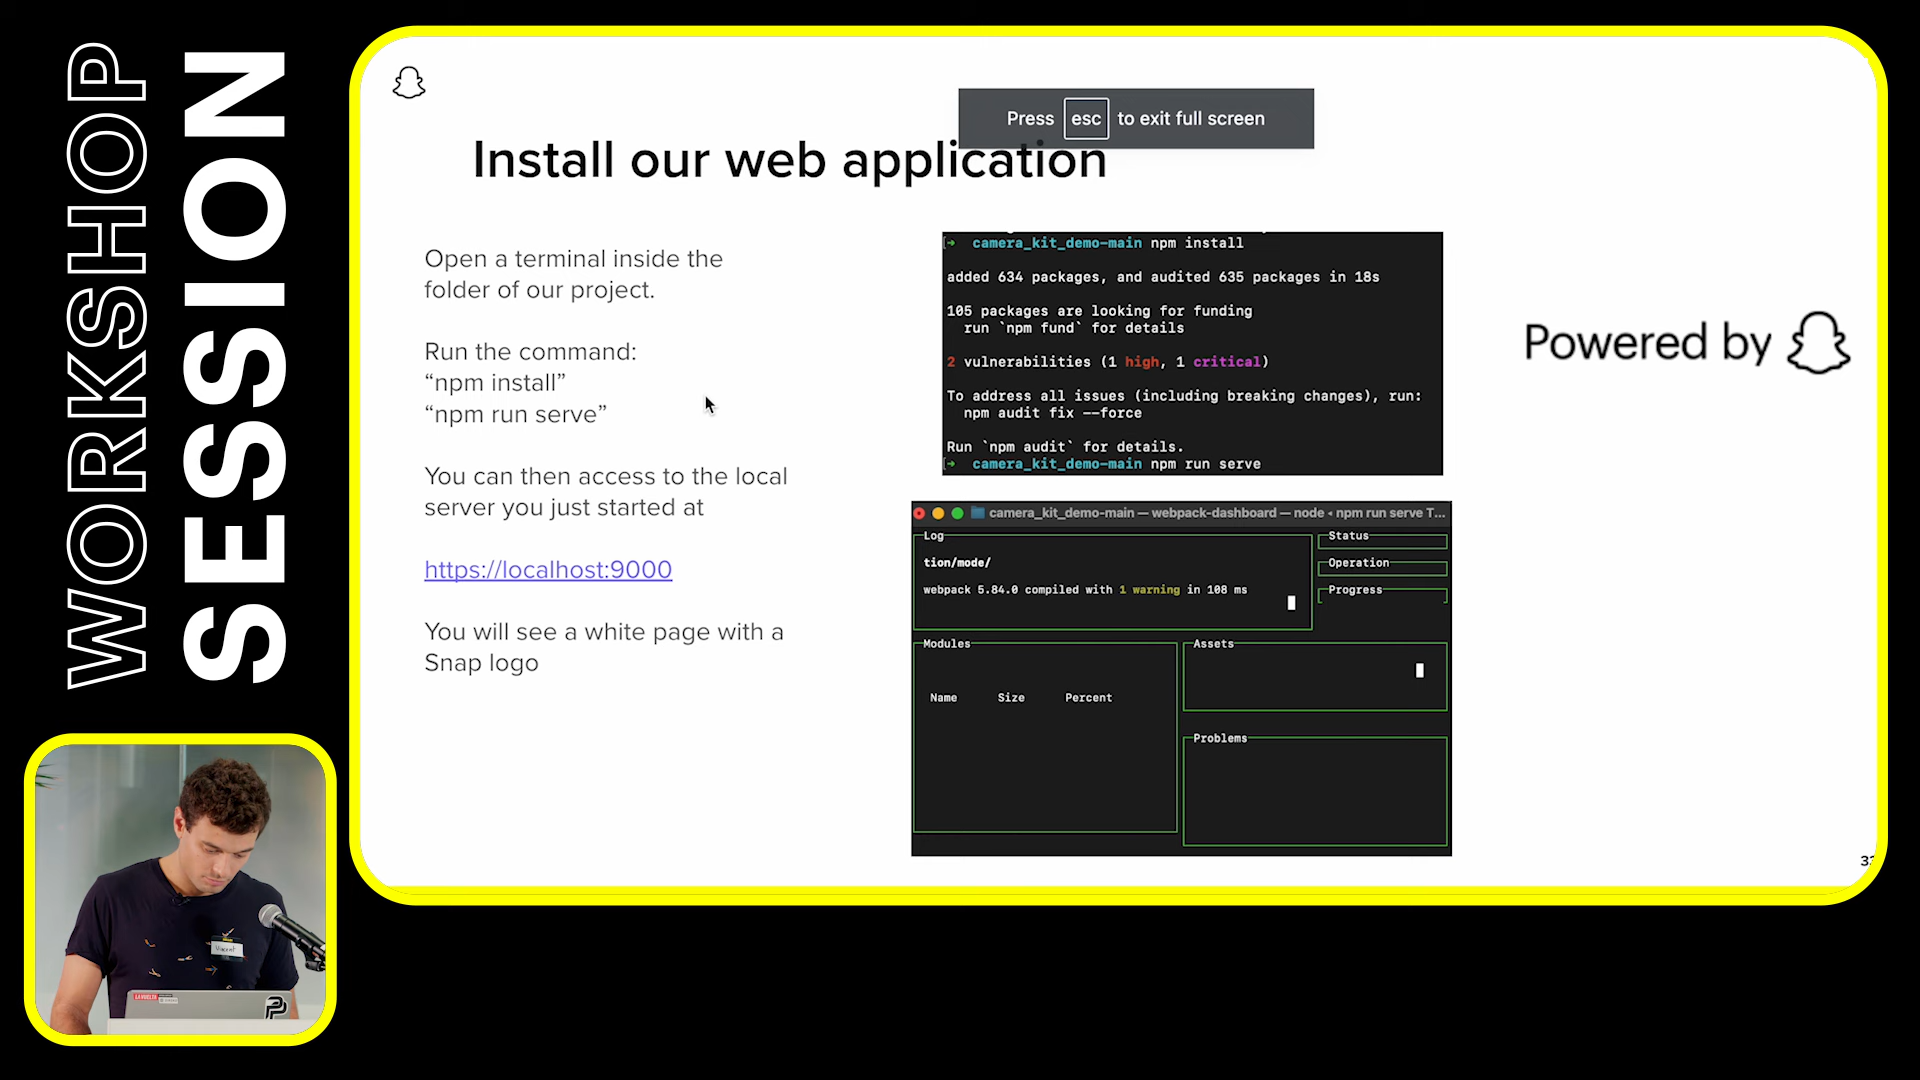 WORKSHOP
SESSION
Press esc to exit full screen
Install our web application
Open a terminal inside the
folder of our project.
Run the command:
“npm install”
“npm run serve”
You can then access to the local
server you just started at
https://localhost:9000
You will see a white page with a
Snap logo
camera_kit_demo-main npm install
added 634 packages, and audited 635 packages in 18s
105 packages are looking for funding
run `npm fund` for details
2 vulnerabilities (1 high, 1 critical)
To address all issues (including breaking changes), run:
npm audit fix --force
Run `npm audit` for details.
camera_kit_demo-main npm run serve
camera_kit_demo-main — webpack-dashboard — node ◂ npm run serve T...
Log
tion/mode/
webpack 5.84.0 compiled with 1 warning in 108 ms
Status
Operation
Progress
Modules
Name Size Percent
Assets
Problems
Powered by
Vincent
LA VUELTA